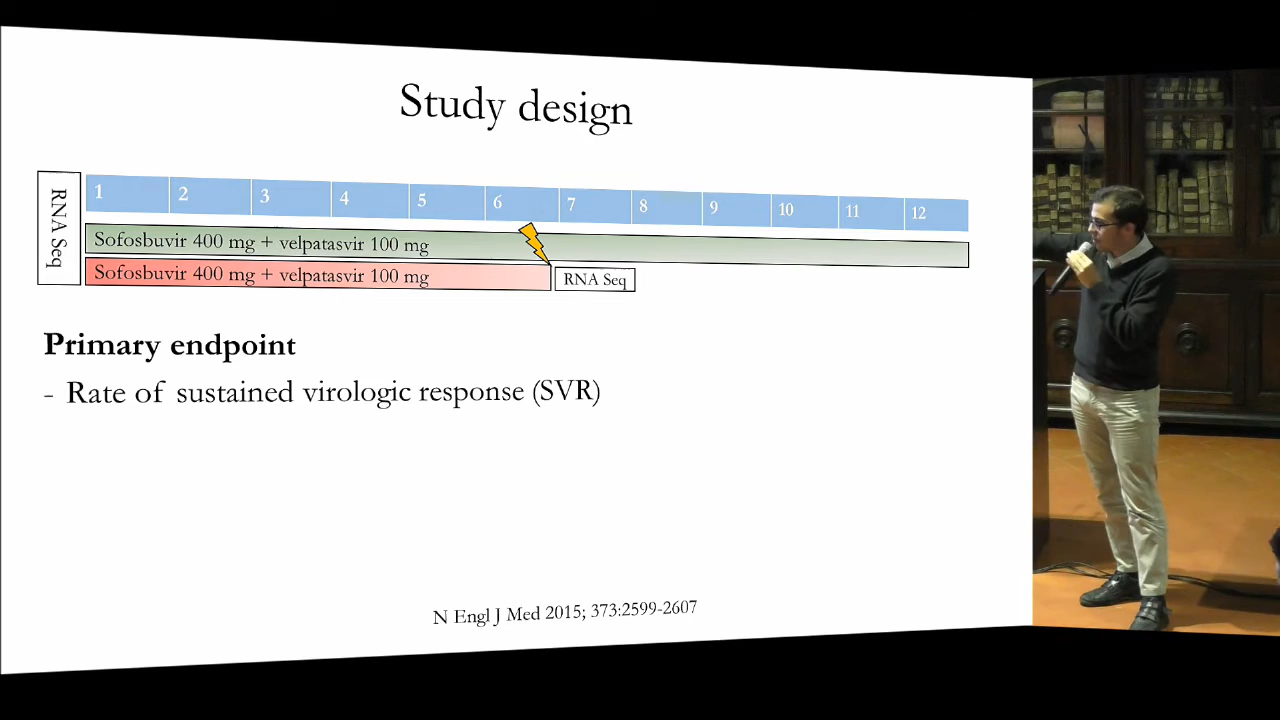 Study design
RNA Seq
1 2 3 4 5 6 7 8 9 10 11 12
Sofosbuvir 400 mg + velpatasvir 100 mg
Sofosbuvir 400 mg + velpatasvir 100 mg
RNA Seq
Primary endpoint
- Rate of sustained virologic response (SVR)
N Engl J Med 2015; 373:2599-2607